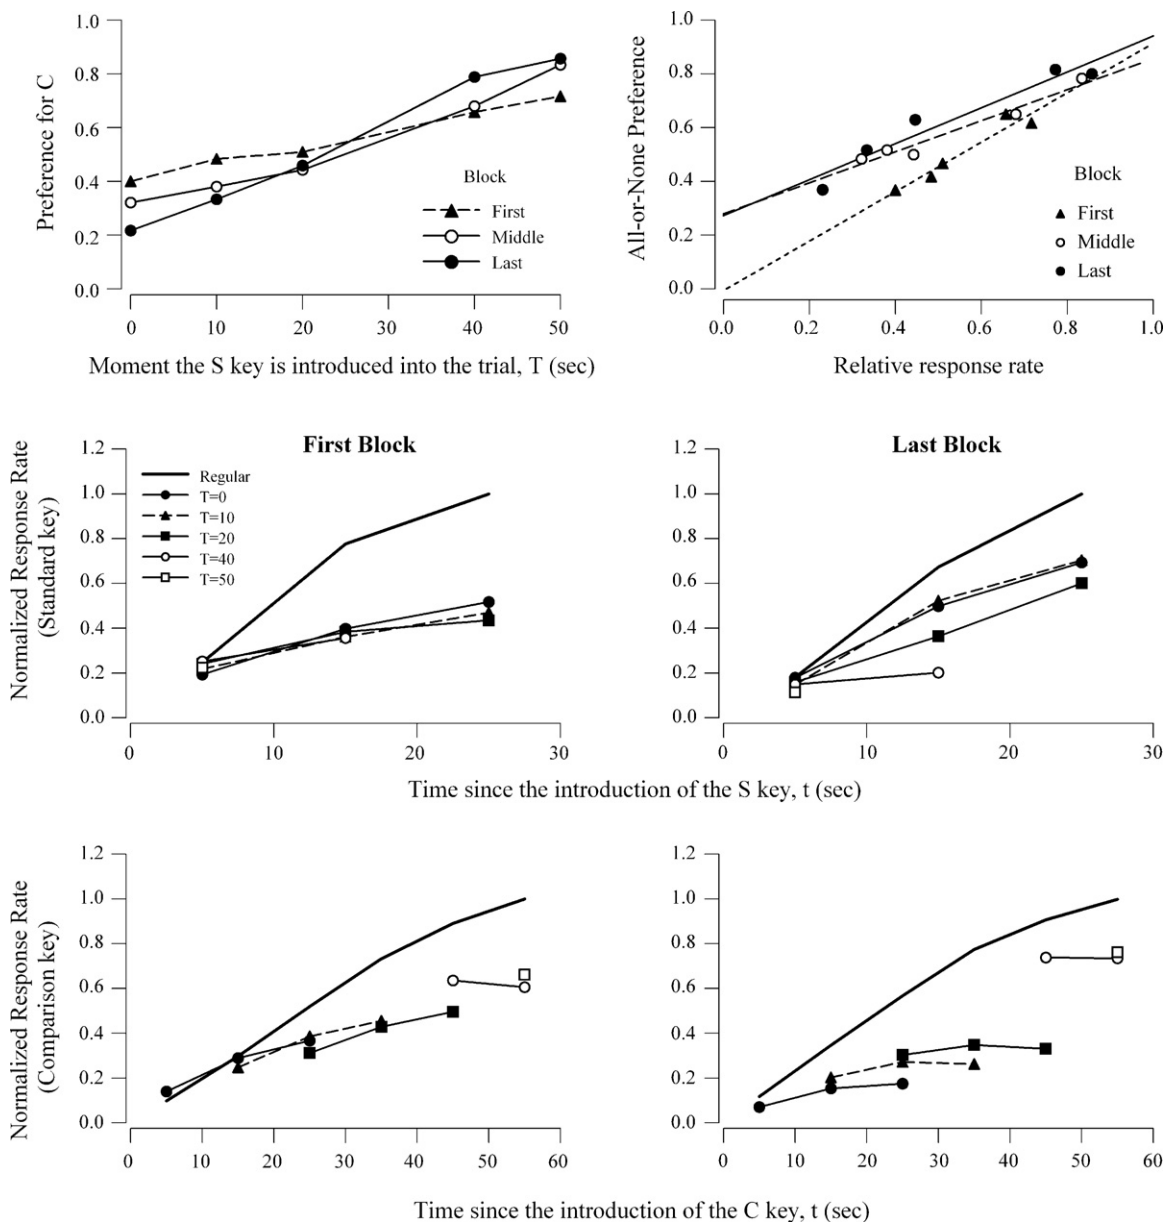 Preference for C
1.0
0.8
0.6
0.4
0.2
0.0
Block
First
Middle
Last
0 10 20 30 40 50
Moment the S key is introduced into the trial, T (sec)
All-or-None Preference
1.0
0.8
0.6
0.4
0.2
0.0
Block
First
Middle
Last
0.0 0.2 0.4 0.6 0.8 1.0
Relative response rate
Normalized Response Rate
(Standard key)
First Block
1.2
1.0
0.8
0.6
0.4
0.2
0.0
Regular
T=0
T=10
T=20
T=40
T=50
0 10 20 30
Last Block
1.2
1.0
0.8
0.6
0.4
0.2
0.0
0 10 20 30
Time since the introduction of the S key, t (sec)
Normalized Response Rate
(Comparison key)
1.2
1.0
0.8
0.6
0.4
0.2
0.0
0 10 20 30 40 50 60
1.2
1.0
0.8
0.6
0.4
0.2
0.0
0 10 20 30 40 50 60
Time since the introduction of the C key, t (sec)